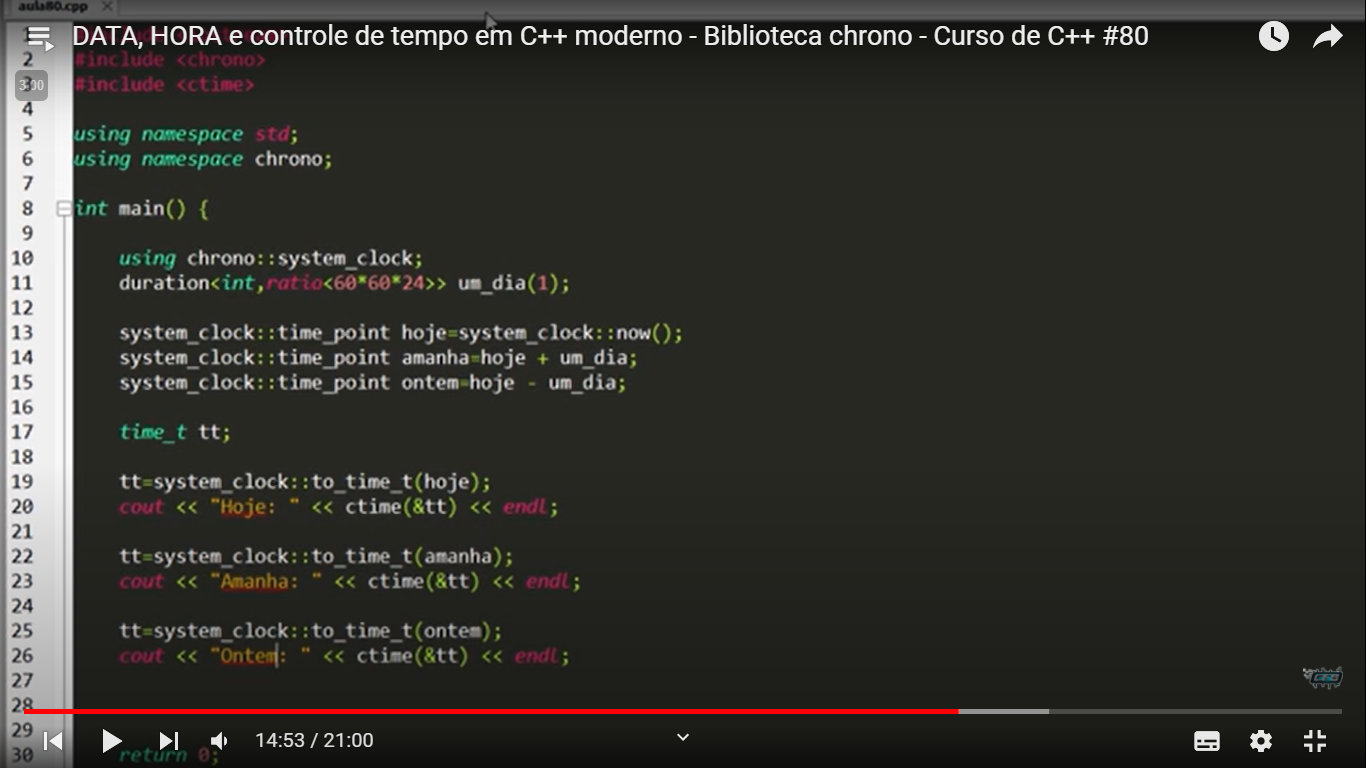 aula80.cpp
DATA, HORA e controle de tempo em C++ moderno - Biblioteca chrono - Curso de C++ #80
1
2 #include <chrono>
3 #include <ctime>
3:00
4
5 using namespace std;
6 using namespace chrono;
7
8 int main() {
9
10 using chrono::system_clock;
11 duration<int,ratio<60*60*24>> um_dia(1);
12
13 system_clock::time_point hoje=system_clock::now();
14 system_clock::time_point amanha=hoje + um_dia;
15 system_clock::time_point ontem=hoje - um_dia;
16
17 time_t tt;
18
19 tt=system_clock::to_time_t(hoje);
20 cout << "Hoje: " << ctime(&tt) << endl;
21
22 tt=system_clock::to_time_t(amanha);
23 cout << "Amanha: " << ctime(&tt) << endl;
24
25 tt=system_clock::to_time_t(ontem);
26 cout << "Ontem: " << ctime(&tt) << endl;
27
28
29
30 return 0;
14:53 / 21:00